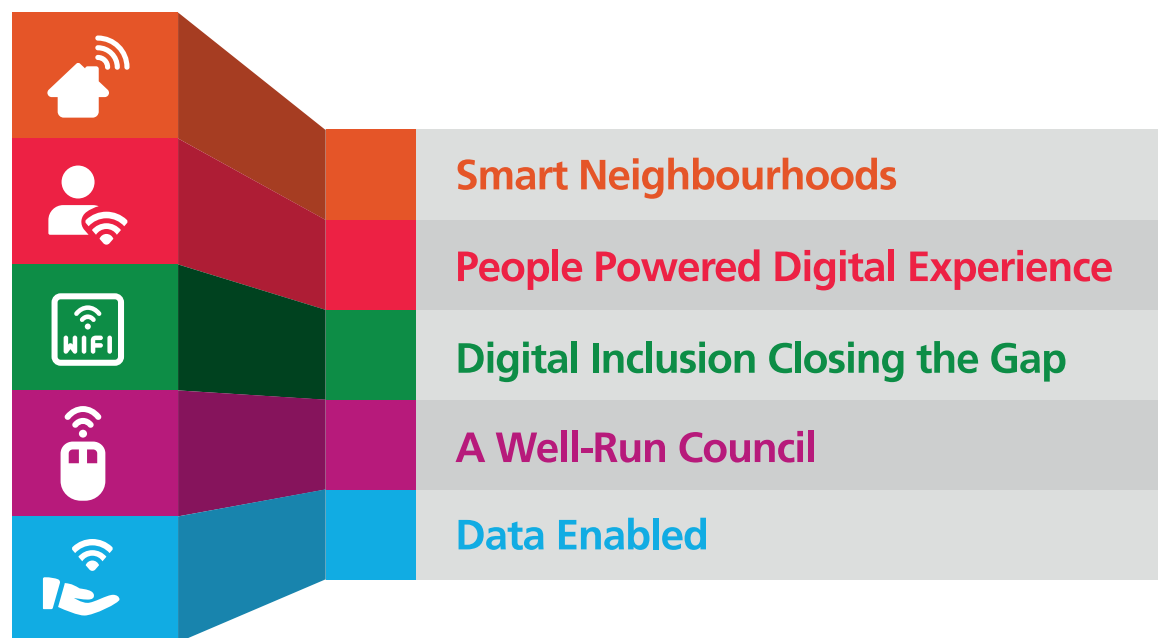 Smart Neighbourhoods
People Powered Digital Experience
WIFI
Digital Inclusion Closing the Gap
A Well-Run Council
Data Enabled